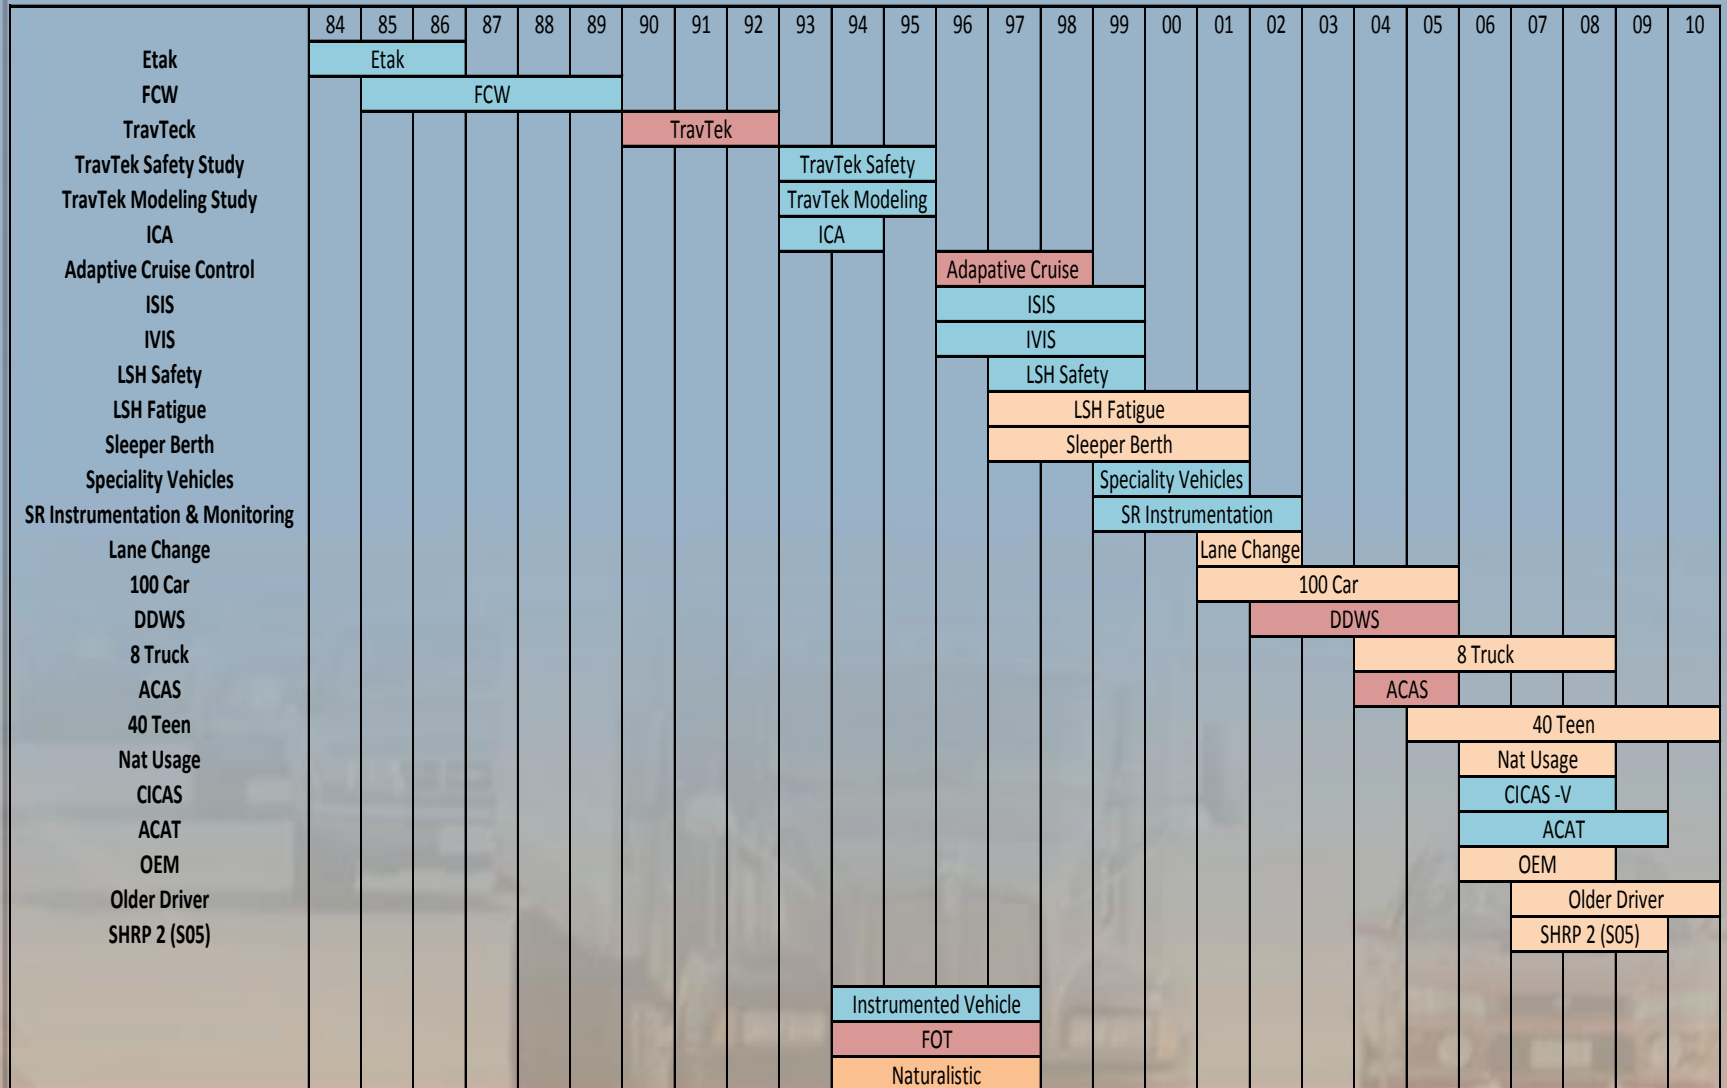 84 85 86 87 88 89 90 91 92 93 94 95 96 97 98 99 00 01 02 03 04 05 06 07 08 09 10
Etak Etak
FCW FCW
TravTeck TravTek
TravTek Safety Study TravTek Safety
TravTek Modeling Study TravTek Modeling
ICA ICA
Adaptive Cruise Control Adapative Cruise
ISIS ISIS
IVIS IVIS
LSH Safety LSH Safety
LSH Fatigue LSH Fatigue
Sleeper Berth Sleeper Berth
Speciality Vehicles Speciality Vehicles
SR Instrumentation & Monitoring SR Instrumentation
Lane Change Lane Change
100 Car 100 Car
DDWS DDWS
8 Truck 8 Truck
ACAS ACAS
40 Teen 40 Teen
Nat Usage Nat Usage
CICAS CICAS -V
ACAT ACAT
OEM OEM
Older Driver Older Driver
SHRP 2 (S05) SHRP 2 (S05)
Instrumented Vehicle
FOT
Naturalistic